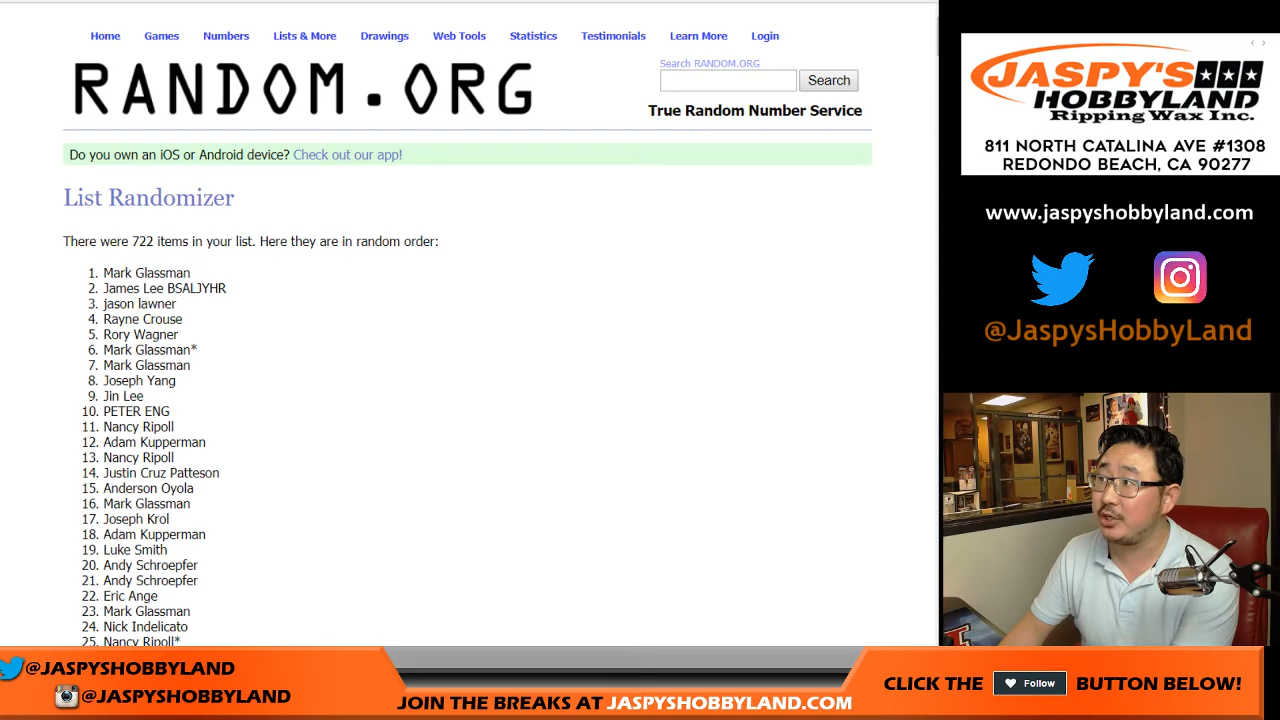 Home Games Numbers Lists & More Drawings Web Tools Statistics Testimonials Learn More Login
RANDOM.ORG
Search RANDOM.ORG
Search
True Random Number Service
Do you own an iOS or Android device? Check out our app!
List Randomizer
There were 722 items in your list. Here they are in random order:
1. Mark Glassman
2. James Lee BSALJYHR
3. jason lawner
4. Rayne Crouse
5. Rory Wagner
6. Mark Glassman*
7. Mark Glassman
8. Joseph Yang
9. Jin Lee
10. PETER ENG
11. Nancy Ripoll
12. Adam Kupperman
13. Nancy Ripoll
14. Justin Cruz Patteson
15. Anderson Oyola
16. Mark Glassman
17. Joseph Krol
18. Adam Kupperman
19. Luke Smith
20. Andy Schroepfer
21. Andy Schroepfer
22. Eric Ange
23. Mark Glassman
24. Nick Indelicato
25. Nancy Ripoll*
JASPY'S
HOBBYLAND
Ripping Wax Inc.
811 NORTH CATALINA AVE #1308
REDONDO BEACH, CA 90277
www.jaspyshobbyland.com
@JaspysHobbyLand
@JASPYSHOBBYLAND
@JASPYSHOBBYLAND
JOIN THE BREAKS AT JASPYSHOBBYLAND.COM
CLICK THE Follow BUTTON BELOW!